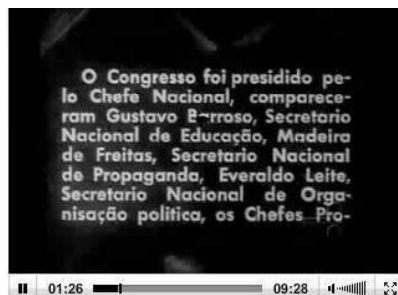 O Congresso foi presidido pe-
lo Chefe Nacional, comparece-
ram Gustavo Barroso, Secretario
Nacional de Educação, Madeira
de Freitas, Secretario Nacional
de Propaganda, Everaldo Leite,
Secretario Nacional de Orga-
nisação politica, os Chefes Pro-
01:26 09:28